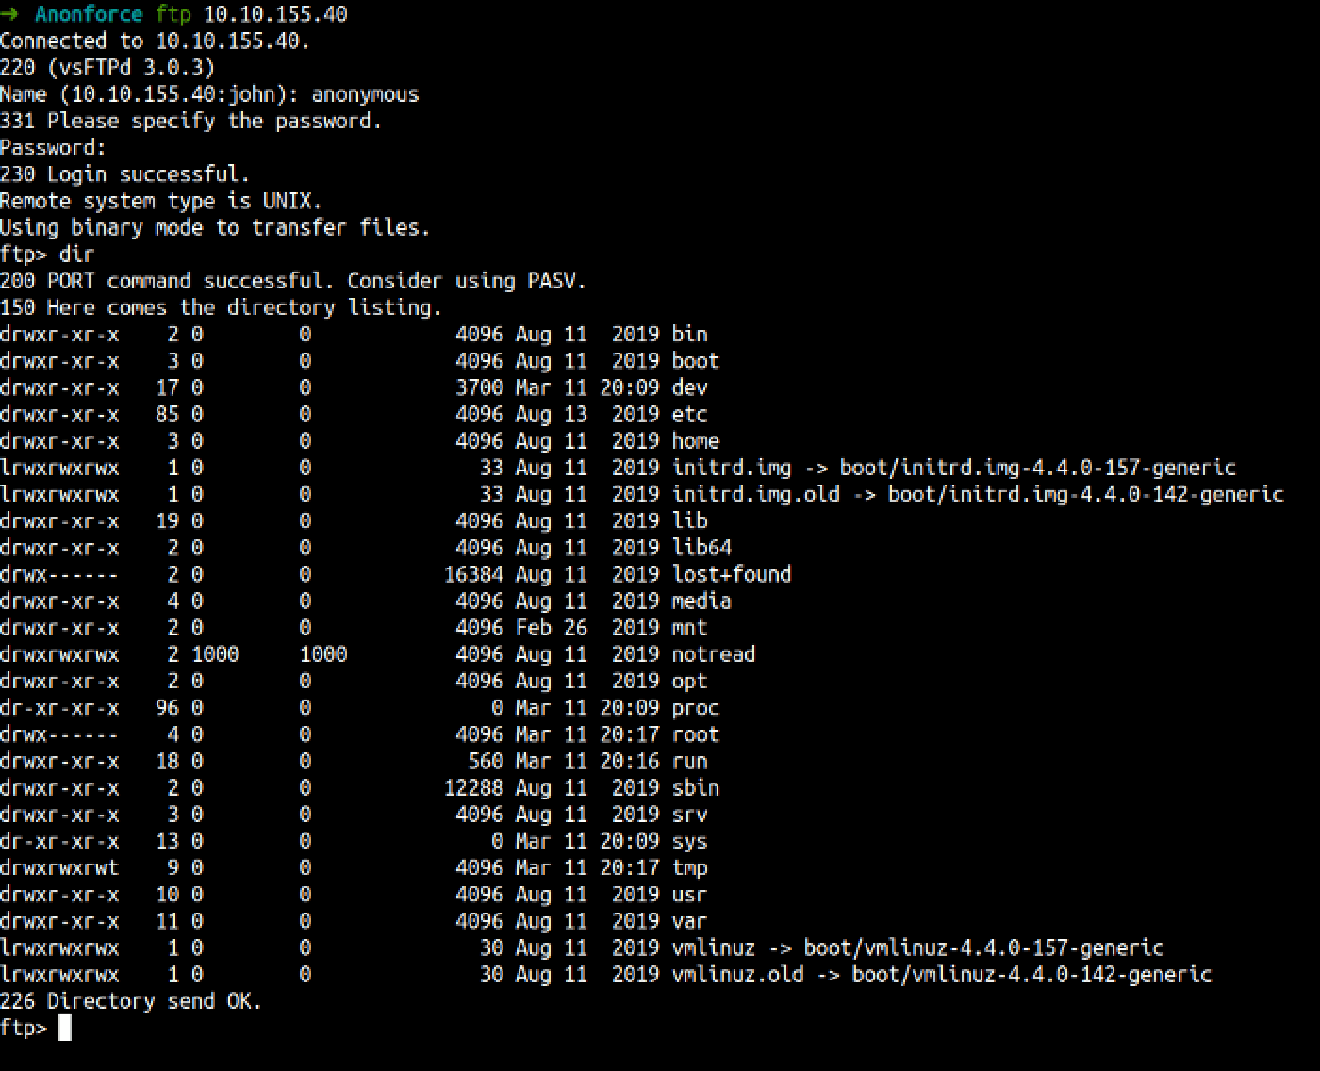 → Anonforce ftp 10.10.155.40
Connected to 10.10.155.40.
220 (vsFTPd 3.0.3)
Name (10.10.155.40:john): anonymous
331 Please specify the password.
Password:
230 Login successful.
Remote system type is UNIX.
Using binary mode to transfer files.
ftp> dir
200 PORT command successful. Consider using PASV.
150 Here comes the directory listing.
drwxr-xr-x    2 0        0            4096 Aug 11  2019 bin
drwxr-xr-x    3 0        0            4096 Aug 11  2019 boot
drwxr-xr-x   17 0        0            3700 Mar 11 20:09 dev
drwxr-xr-x   85 0        0            4096 Aug 13  2019 etc
drwxr-xr-x    3 0        0            4096 Aug 11  2019 home
lrwxrwxrwx    1 0        0              33 Aug 11  2019 initrd.img -> boot/initrd.img-4.4.0-157-generic
lrwxrwxrwx    1 0        0              33 Aug 11  2019 initrd.img.old -> boot/initrd.img-4.4.0-142-generic
drwxr-xr-x   19 0        0            4096 Aug 11  2019 lib
drwxr-xr-x    2 0        0            4096 Aug 11  2019 lib64
drwx------    2 0        0           16384 Aug 11  2019 lost+found
drwxr-xr-x    4 0        0            4096 Aug 11  2019 media
drwxr-xr-x    2 0        0            4096 Feb 26  2019 mnt
drwxrwxrwx    2 1000     1000         4096 Aug 11  2019 notread
drwxr-xr-x    2 0        0            4096 Aug 11  2019 opt
dr-xr-xr-x   96 0        0               0 Mar 11 20:09 proc
drwx------    4 0        0            4096 Mar 11 20:17 root
drwxr-xr-x   18 0        0             560 Mar 11 20:16 run
drwxr-xr-x    2 0        0           12288 Aug 11  2019 sbin
drwxr-xr-x    3 0        0            4096 Aug 11  2019 srv
dr-xr-xr-x   13 0        0               0 Mar 11 20:09 sys
drwxrwxrwt    9 0        0            4096 Mar 11 20:17 tmp
drwxr-xr-x   10 0        0            4096 Aug 11  2019 usr
drwxr-xr-x   11 0        0            4096 Aug 11  2019 var
lrwxrwxrwx    1 0        0              30 Aug 11  2019 vmlinuz -> boot/vmlinuz-4.4.0-157-generic
lrwxrwxrwx    1 0        0              30 Aug 11  2019 vmlinuz.old -> boot/vmlinuz-4.4.0-142-generic
226 Directory send OK.
ftp>